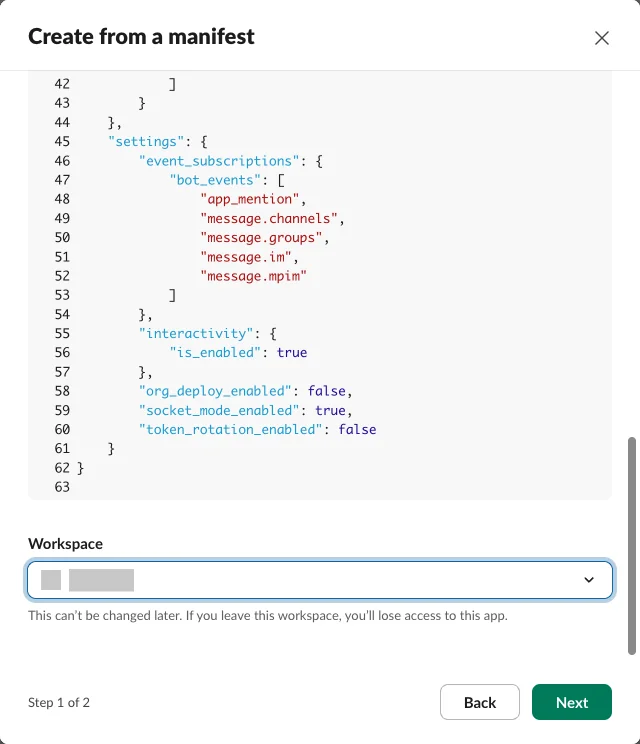 Create from a manifest
42 ]
43 }
44 },
45 "settings": {
46 "event_subscriptions": {
47 "bot_events": [
48 "app_mention",
49 "message.channels",
50 "message.groups",
51 "message.im",
52 "message.mpim"
53 ]
54 },
55 "interactivity": {
56 "is_enabled": true
57 },
58 "org_deploy_enabled": false,
59 "socket_mode_enabled": true,
60 "token_rotation_enabled": false
61 }
62 }
63
Workspace
This can’t be changed later. If you leave this workspace, you’ll lose access to this app.
Step 1 of 2
Back
Next